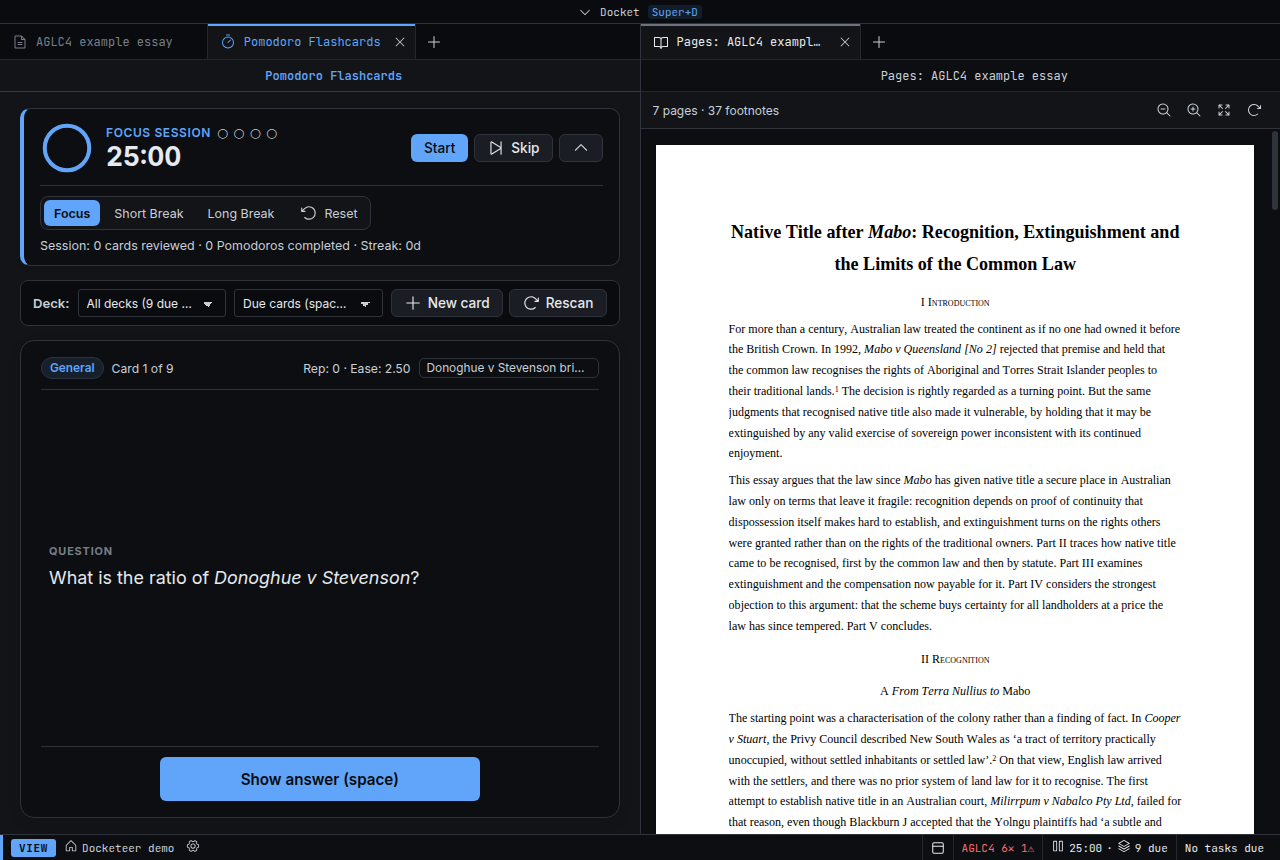 Docket Super+D
AGLC4 example essay
Pomodoro Flashcards
Pages: AGLC4 exampl…
Pomodoro Flashcards
Pages: AGLC4 example essay
FOCUS SESSION
25:00
Start
Skip
Focus
Short Break
Long Break
Reset
Session: 0 cards reviewed · 0 Pomodoros completed · Streak: 0d
Deck:
All decks (9 due ...
Due cards (spac...
New card
Rescan
General
Card 1 of 9
Rep: 0 · Ease: 2.50
Donoghue v Stevenson bri...
QUESTION
What is the ratio of Donoghue v Stevenson?
Show answer (space)
7 pages · 37 footnotes
Native Title after Mabo: Recognition, Extinguishment and
the Limits of the Common Law
I Introduction
For more than a century, Australian law treated the continent as if no one had owned it before
the British Crown. In 1992, Mabo v Queensland [No 2] rejected that premise and held that
the common law recognises the rights of Aboriginal and Torres Strait Islander peoples to
their traditional lands.1 The decision is rightly regarded as a turning point. But the same
judgments that recognised native title also made it vulnerable, by holding that it may be
extinguished by any valid exercise of sovereign power inconsistent with its continued
enjoyment.
This essay argues that the law since Mabo has given native title a secure place in Australian
law only on terms that leave it fragile: recognition depends on proof of continuity that
dispossession itself makes hard to establish, and extinguishment turns on the rights others
were granted rather than on the rights of the traditional owners. Part II traces how native title
came to be recognised, first by the common law and then by statute. Part III examines
extinguishment and the compensation now payable for it. Part IV considers the strongest
objection to this argument: that the scheme buys certainty for all landholders at a price the
law has since tempered. Part V concludes.
II Recognition
A From Terra Nullius to Mabo
The starting point was a characterisation of the colony rather than a finding of fact. In Cooper
v Stuart, the Privy Council described New South Wales as ‘a tract of territory practically
unoccupied, without settled inhabitants or settled law’.2 On that view, English law arrived
with the settlers, and there was no prior system of land law for it to recognise. The first
attempt to establish native title in an Australian court, Milirrpum v Nabalco Pty Ltd, failed for
that reason, even though Blackburn J accepted that the Yolngu plaintiffs had ‘a subtle and
VIEW
Docketeer demo
AGLC4 6× 1⚠
25:00 ·
9 due
No tasks due